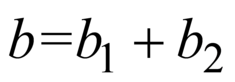 b=b₁ + b₂